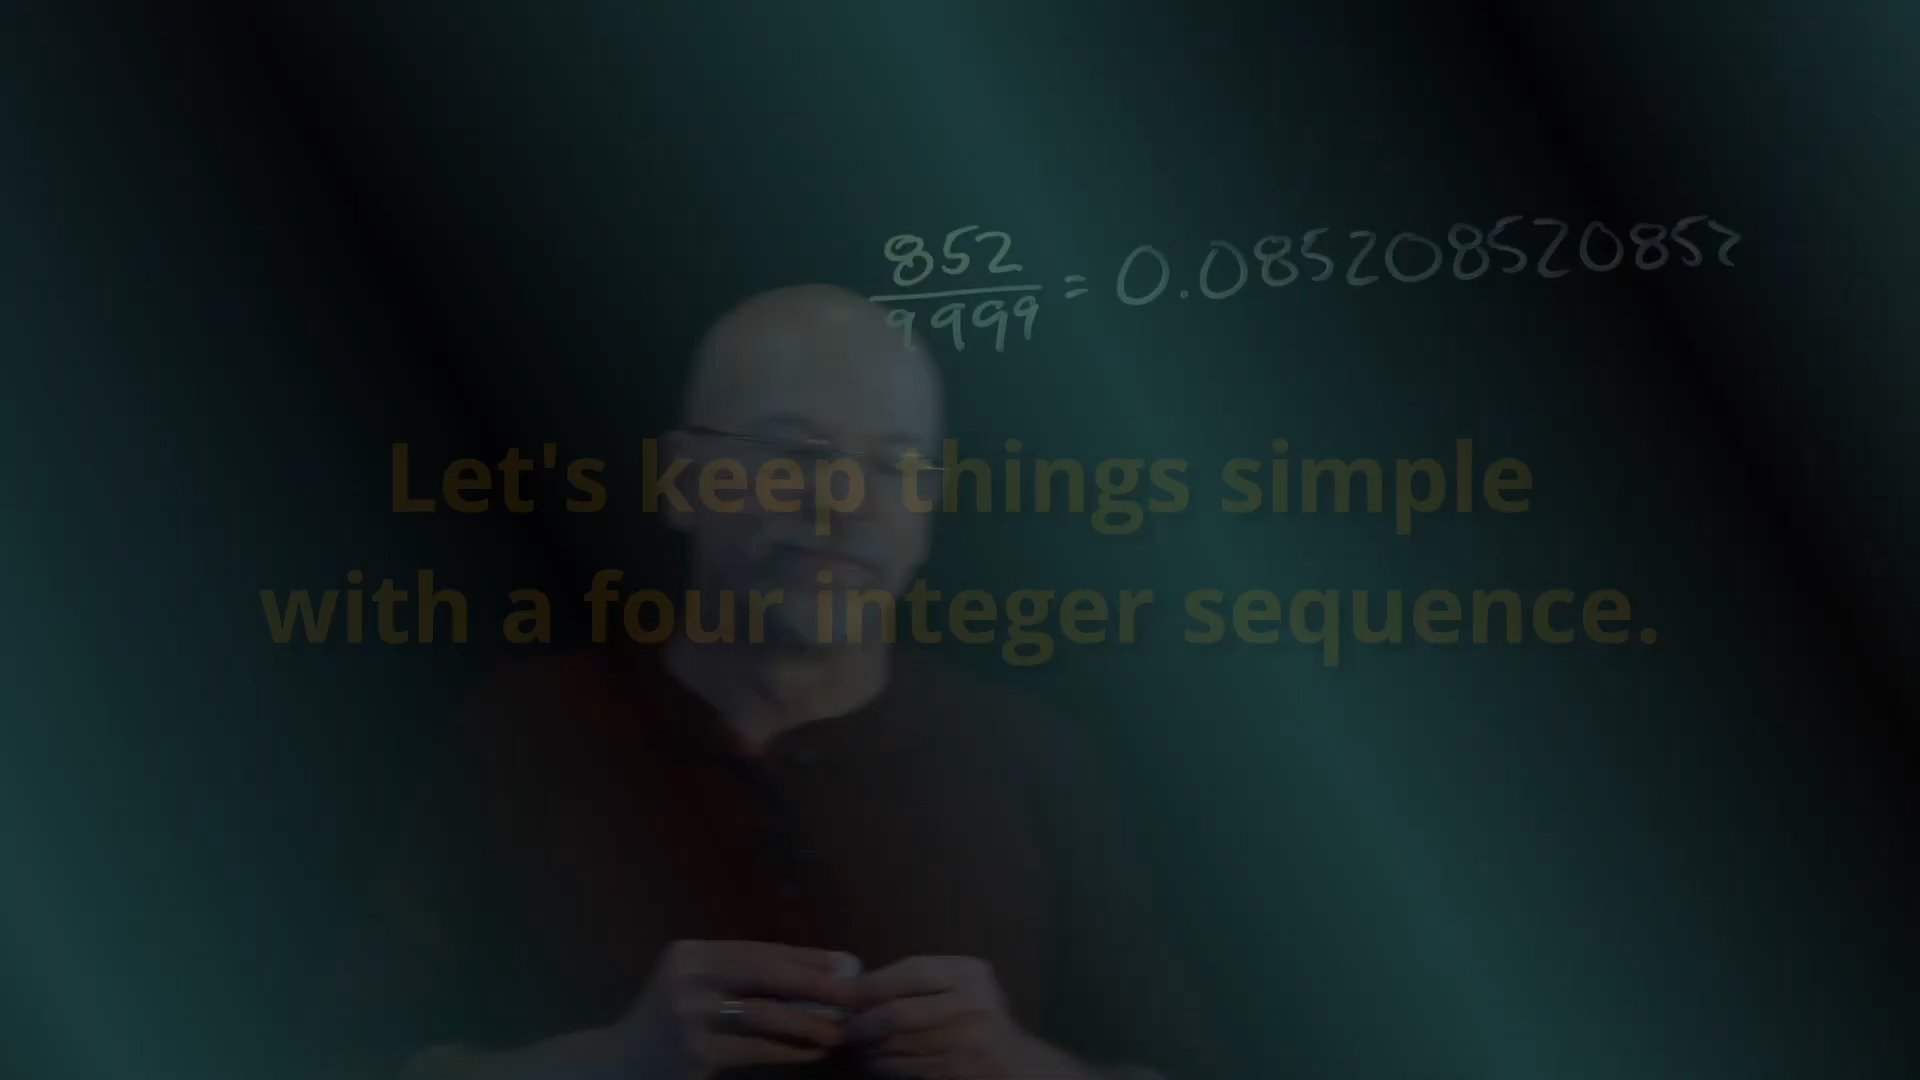 852
9999 = 0.085208520852
Let's keep things simple
with a four integer sequence.